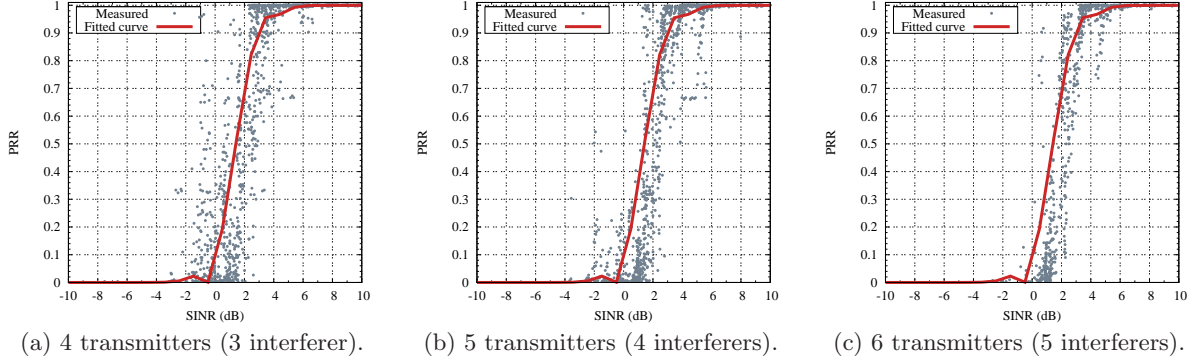 1
0.9
0.8
0.7
0.6
0.5
0.4
0.3
0.2
0.1
0
PRR
Measured
Fitted curve
-10 -8 -6 -4 -2 0 2 4 6 8 10
SINR (dB)
(a) 4 transmitters (3 interferer).
1
0.9
0.8
0.7
0.6
0.5
0.4
0.3
0.2
0.1
0
PRR
Measured
Fitted curve
-10 -8 -6 -4 -2 0 2 4 6 8 10
SINR (dB)
(b) 5 transmitters (4 interferers).
1
0.9
0.8
0.7
0.6
0.5
0.4
0.3
0.2
0.1
0
PRR
Measured
Fitted curve
-10 -8 -6 -4 -2 0 2 4 6 8 10
SINR (dB)
(c) 6 transmitters (5 interferers).